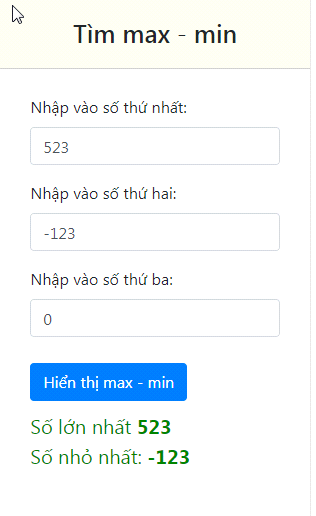 Tìm max - min
Nhập vào số thứ nhất:
523
Nhập vào số thứ hai:
-123
Nhập vào số thứ ba:
0
Hiển thị max - min
Số lớn nhất 523
Số nhỏ nhất: -123